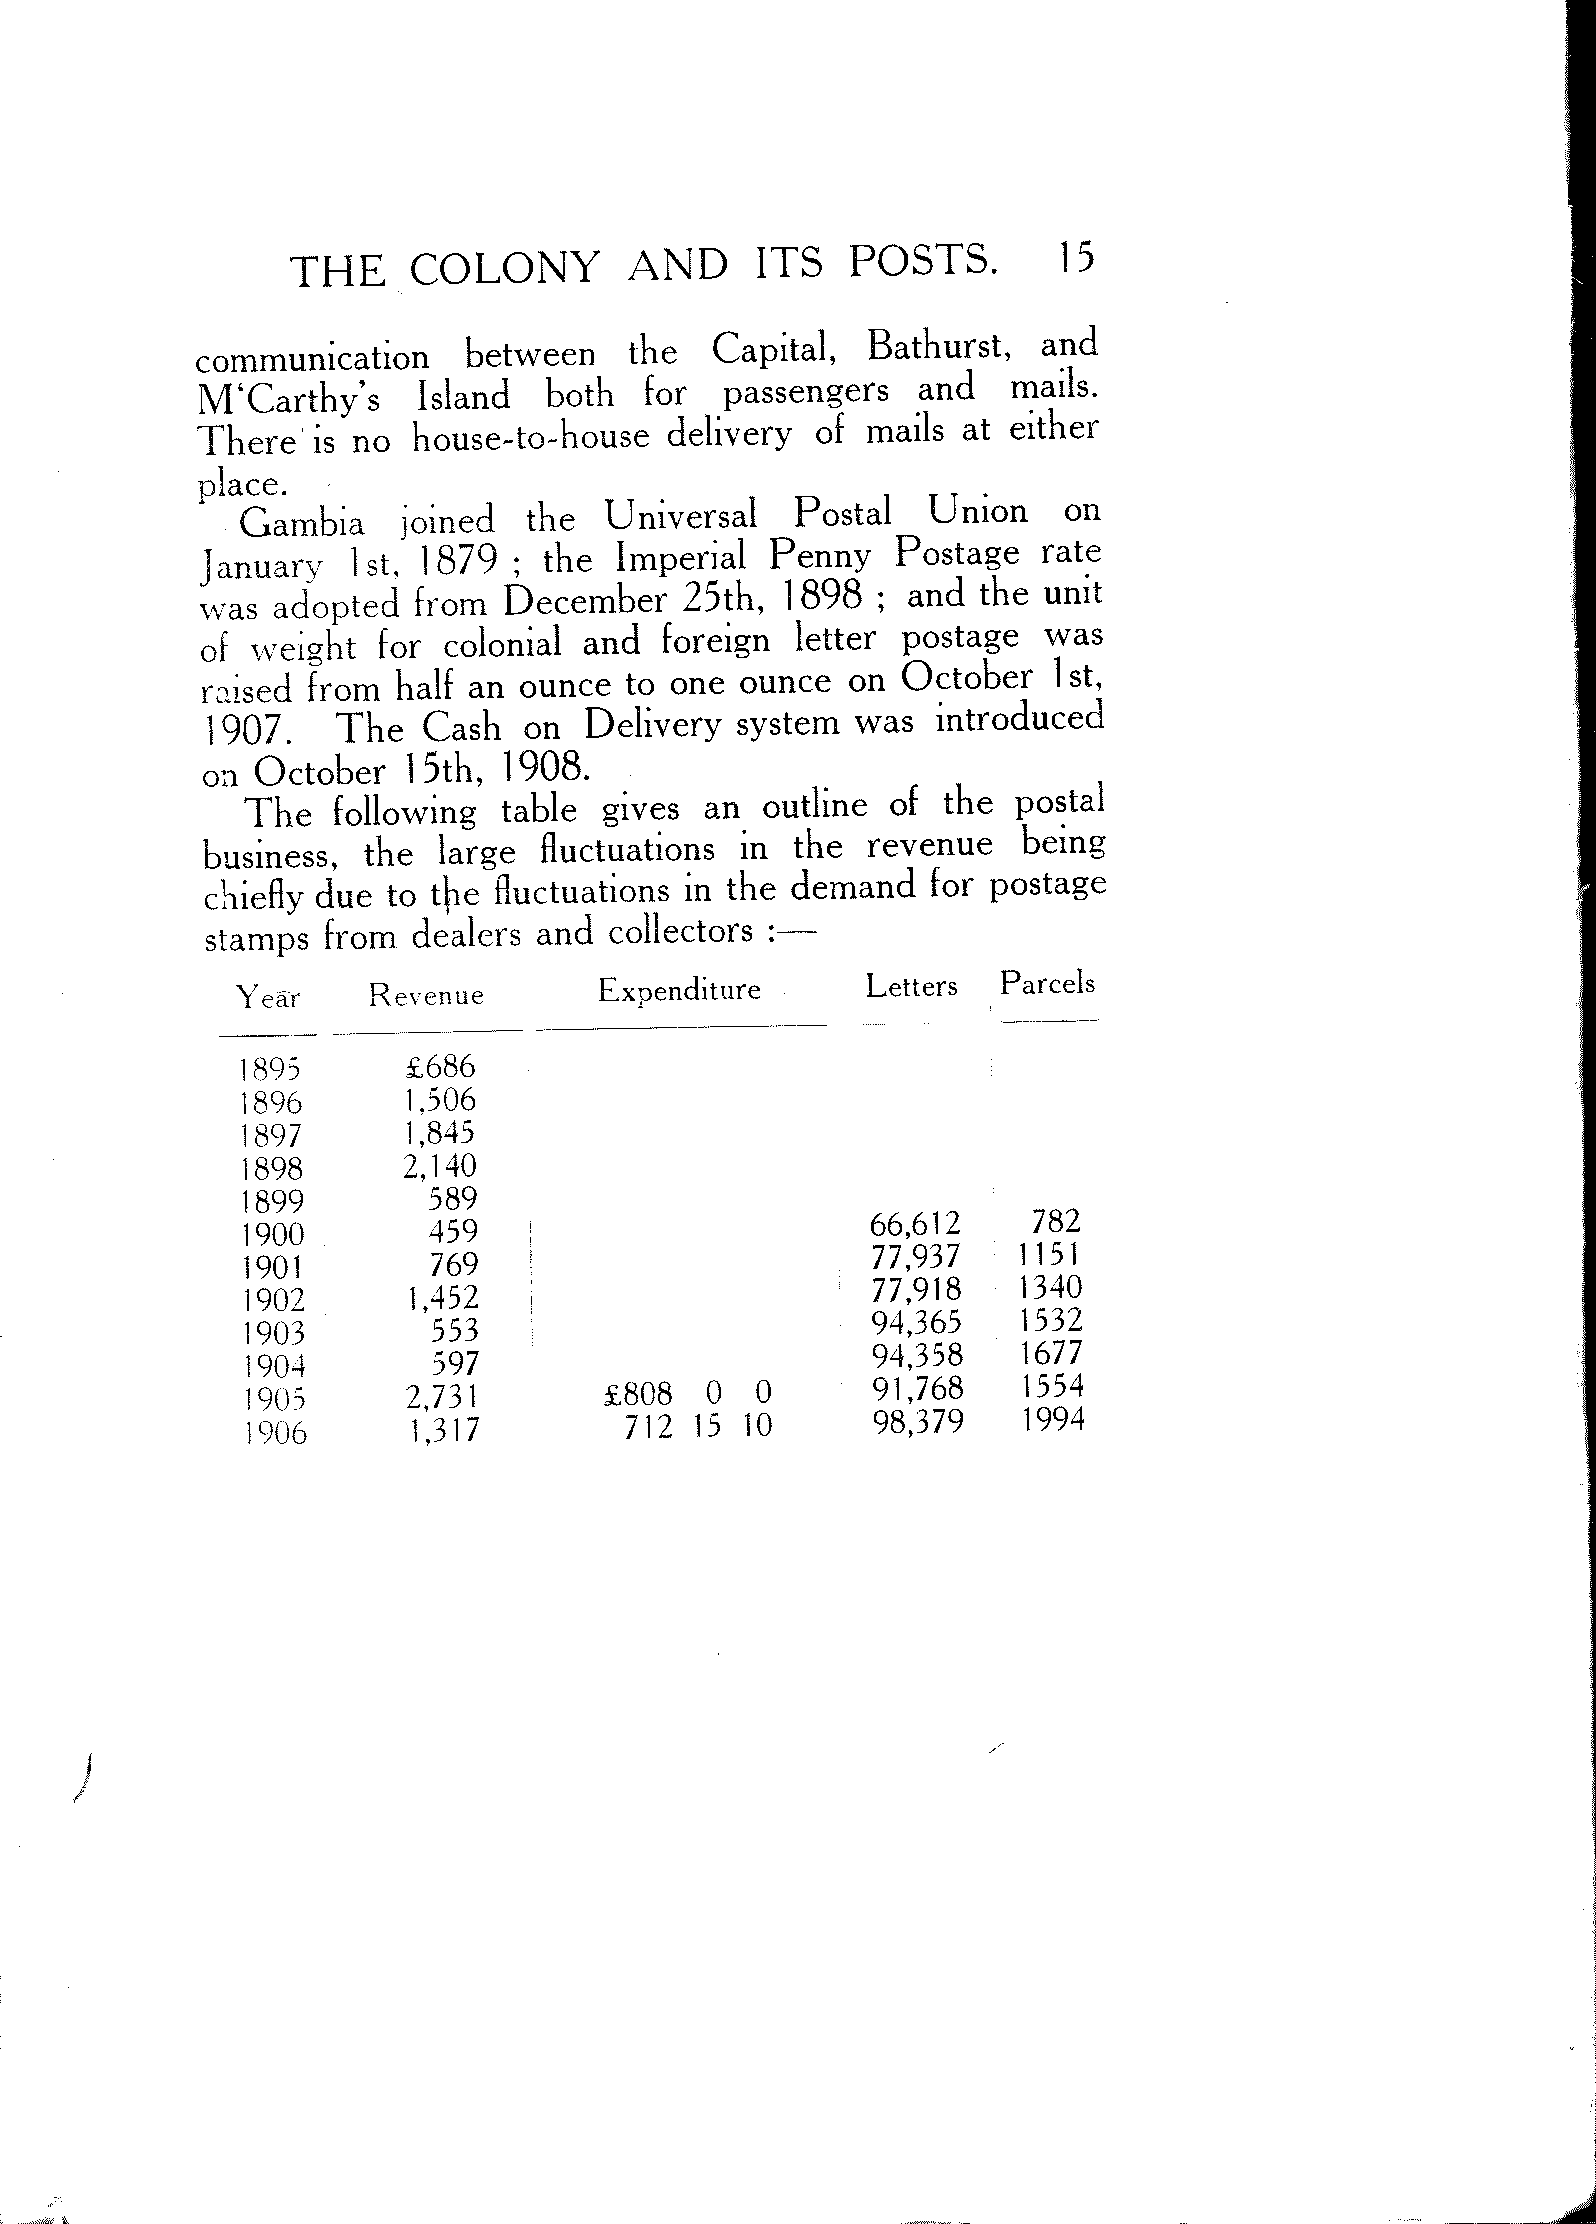 THE COLONY AND ITS POSTS. 15
communication between the Capital, Bathurst, and
M‘Carthy's Island both for passengers and mails.
There is no house-to-house delivery of mails at either
place.
Gambia joined the Universal Postal Union on
January 1st, 1879 ; the Imperial Penny Postage rate
was adopted from December 25th, 1898 ; and the unit
of weight for colonial and foreign letter postage was
raised from half an ounce to one ounce on October 1st,
1907. The Cash on Delivery system was introduced
on October 15th, 1908.
The following table gives an outline of the postal
business, the large fluctuations in the revenue being
chiefly due to the fluctuations in the demand for postage
stamps from dealers and collectors :—
Year Revenue Expenditure Letters Parcels
1895 £686
1896 1,506
1897 1,845
1898 2,140
1899 589
1900 459 66,612 782
1901 769 77,937 1151
1902 1,452 77,918 1340
1903 553 94,365 1532
1904 597 94,358 1677
1905 2,731 £808 0 0 91,768 1554
1906 1,317 712 15 10 98,379 1994